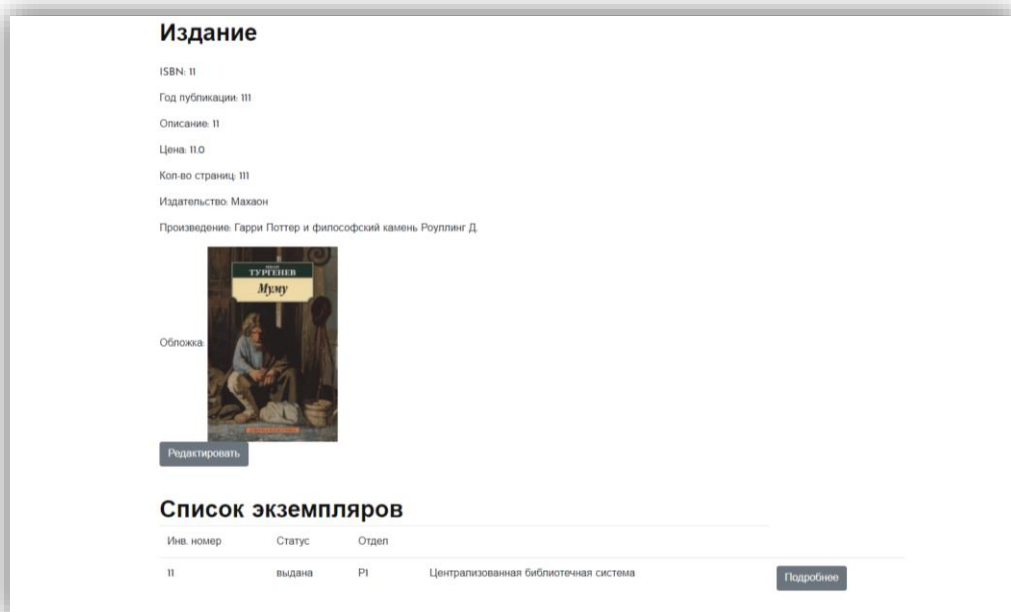 Издание
ISBN: 11
Год публикации: 111
Описание: 11
Цена: 11.0
Кол-во страниц: 111
Издательство: Махаон
Произведение: Гарри Поттер и философский камень Роуллинг Д.
ТУРГЕНЕВ
Муму
Обложка:
Редактировать
Список экземпляров
Инв. номер Статус Отдел
11 выдана Р1 Централизованная библиотечная система Подробнее